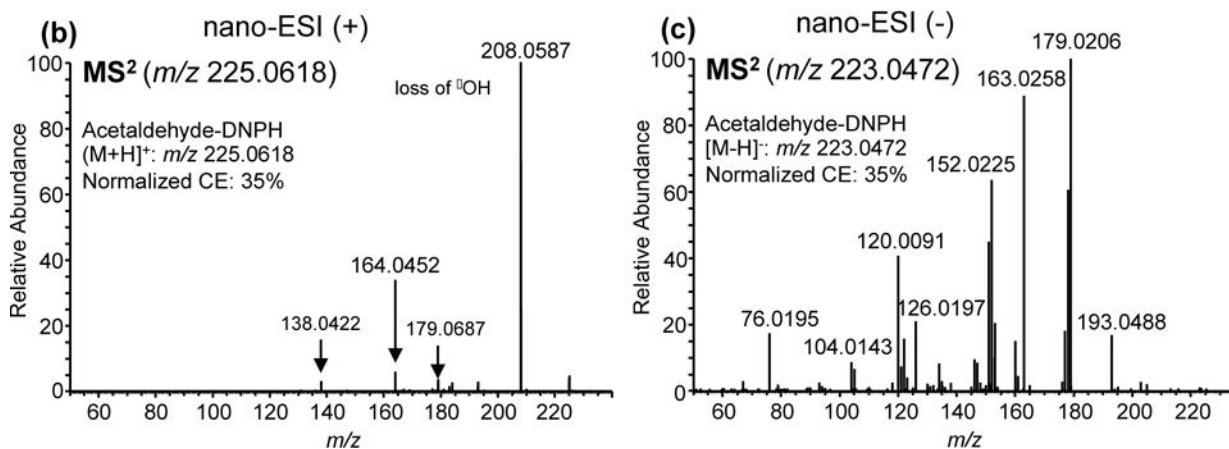 (b) nano-ESI (+)
MS² (m/z 225.0618)
208.0587
loss of ▯OH
Acetaldehyde-DNPH
(M+H]⁺: m/z 225.0618
Normalized CE: 35%
164.0452
138.0422
179.0687
Relative Abundance
100
80
60
40
20
0
60 80 100 120 140 160 180 200 220
m/z
(c) nano-ESI (-)
MS² (m/z 223.0472)
179.0206
163.0258
Acetaldehyde-DNPH
[M-H]⁻: m/z 223.0472
Normalized CE: 35%
152.0225
120.0091
126.0197
76.0195
104.0143
193.0488
Relative Abundance
100
80
60
40
20
0
60 80 100 120 140 160 180 200 220
m/z